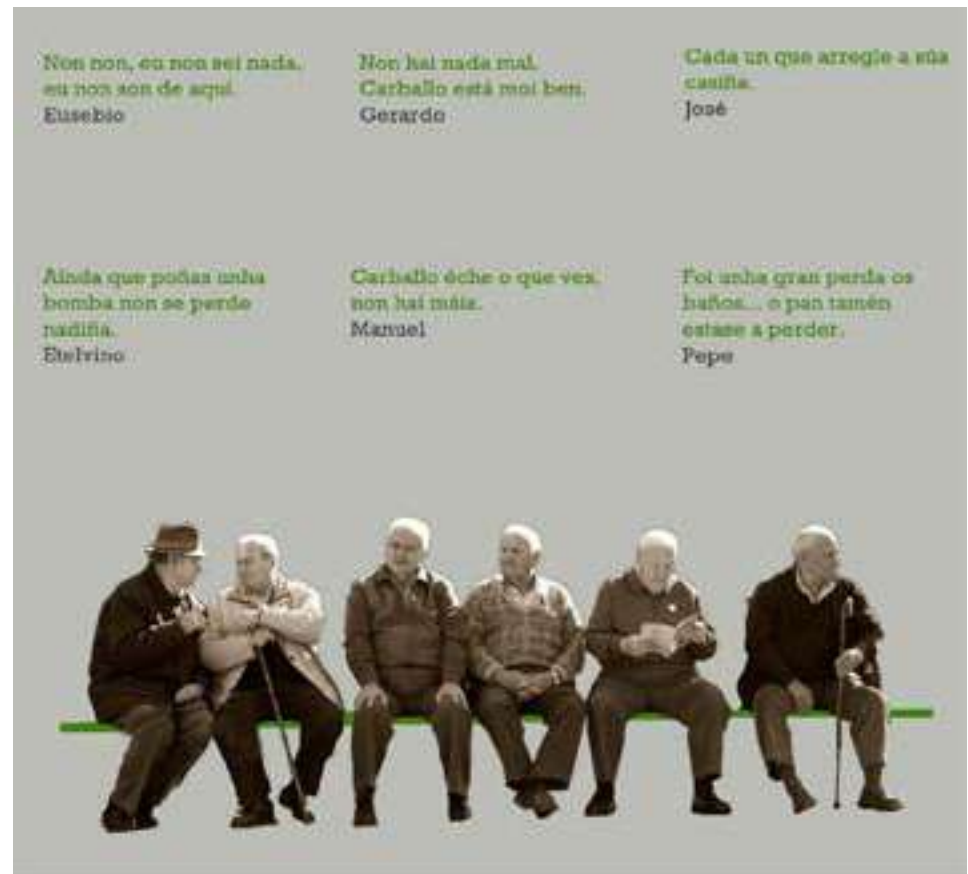 Non non, eu non sei nada,
eu non son de aquí.
Eusebio
Non hai nada mal,
Carballo está moi ben.
Gerardo
Cada un que arregle a súa
casiña.
José
Aínda que poñas unha
bomba non se perde
nadiña.
Etelvino
Carballo éche o que ves,
non hai máis.
Manuel
Foi unha gran perda os
baños... o pan tamén
estase a perder.
Pepe